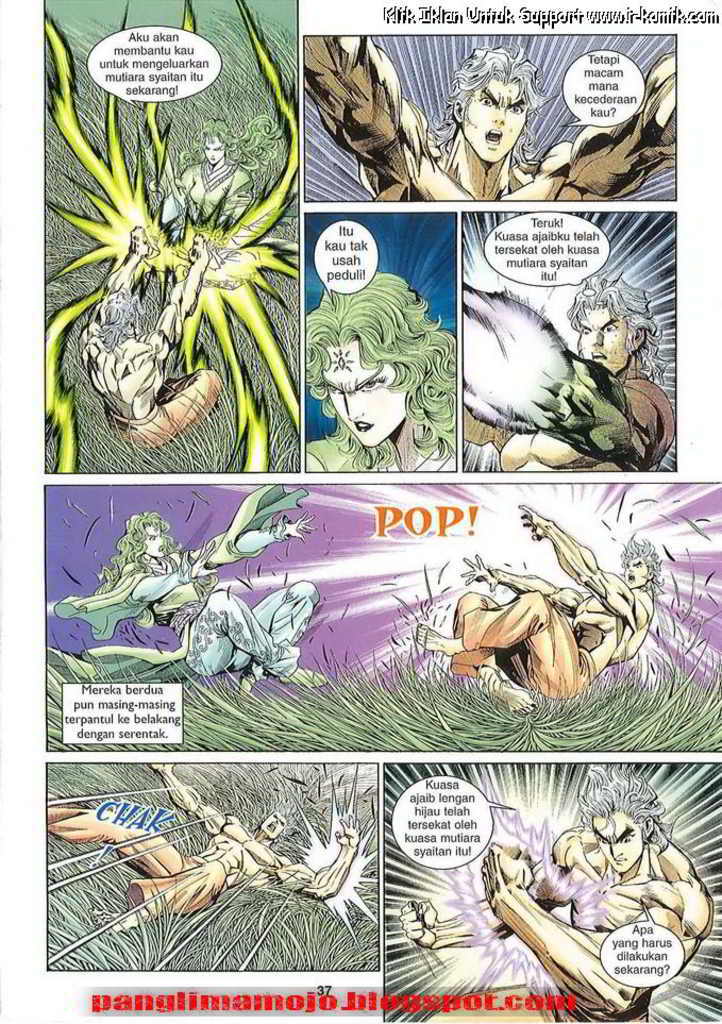 Klik Iklan Untuk Support www.ir-komik.com
Aku akan
membantu kau
untuk mengeluarkan
mutiara syaitan itu
sekarang!
Tetapi
macam
mana
kecederaan
kau?
Itu
kau tak
usah
peduli!
Teruk!
Kuasa ajaibku telah
tersekat oleh kuasa
mutiara syaitan
itu!
POP!
Mereka berdua
pun masing-masing
terpantul ke belakang
dengan serentak.
CHAK
!
Kuasa
ajaib lengan
hijau telah
tersekat oleh
kuasa mutiara
syaitan itu!
Apa
yang harus
dilakukan
sekarang?
37
panglimamojo.blogspot.com